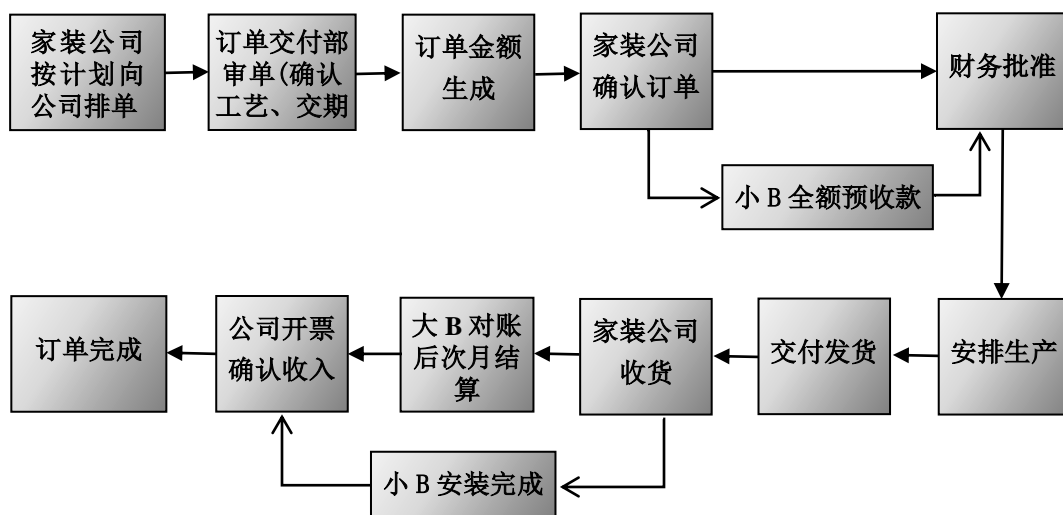 家装公司
按计划向
公司排单
订单交付部
审单(确认
工艺、交期
订单金额
生成
家装公司
确认订单
财务批准
小 B 全额预收款
订单完成
公司开票
确认收入
大 B 对账
后次月结
算
家装公司
收货
交付发货
安排生产
小 B 安装完成